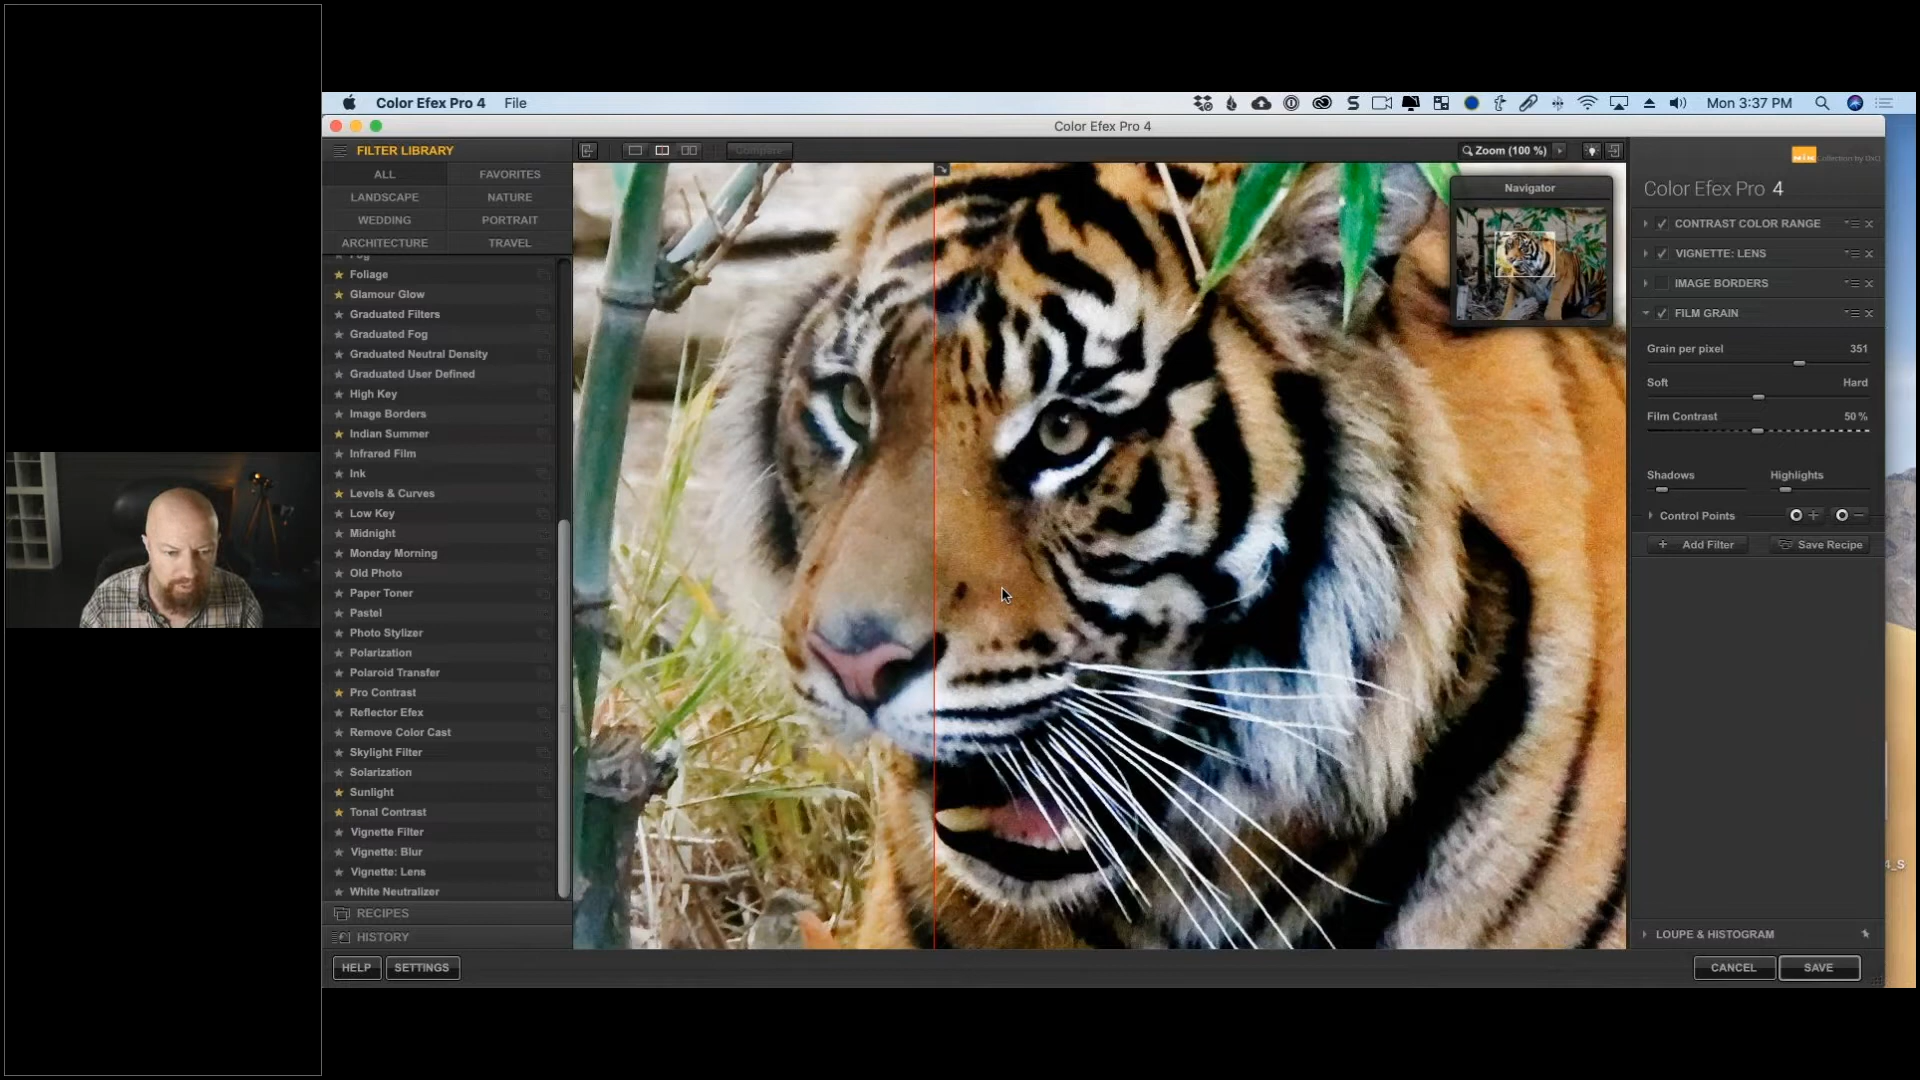 Color Efex Pro 4 File
Mon 3:37 PM
Color Efex Pro 4
FILTER LIBRARY
ALL FAVORITES
LANDSCAPE NATURE
WEDDING PORTRAIT
ARCHITECTURE TRAVEL
Fog
Foliage
Glamour Glow
Graduated Filters
Graduated Fog
Graduated Neutral Density
Graduated User Defined
High Key
Image Borders
Indian Summer
Infrared Film
Ink
Levels & Curves
Low Key
Midnight
Monday Morning
Old Photo
Paper Toner
Pastel
Photo Stylizer
Polarization
Polaroid Transfer
Pro Contrast
Reflector Efex
Remove Color Cast
Skylight Filter
Solarization
Sunlight
Tonal Contrast
Vignette Filter
Vignette: Blur
Vignette: Lens
White Neutralizer
RECIPES
HISTORY
HELP SETTINGS
Compare
Zoom (100 %)
Navigator
Nik Collection by DxO
Color Efex Pro 4
CONTRAST COLOR RANGE
VIGNETTE: LENS
IMAGE BORDERS
FILM GRAIN
Grain per pixel 351
Soft Hard
Film Contrast 50 %
Shadows Highlights
Control Points
Add Filter Save Recipe
LOUPE & HISTOGRAM
CANCEL SAVE